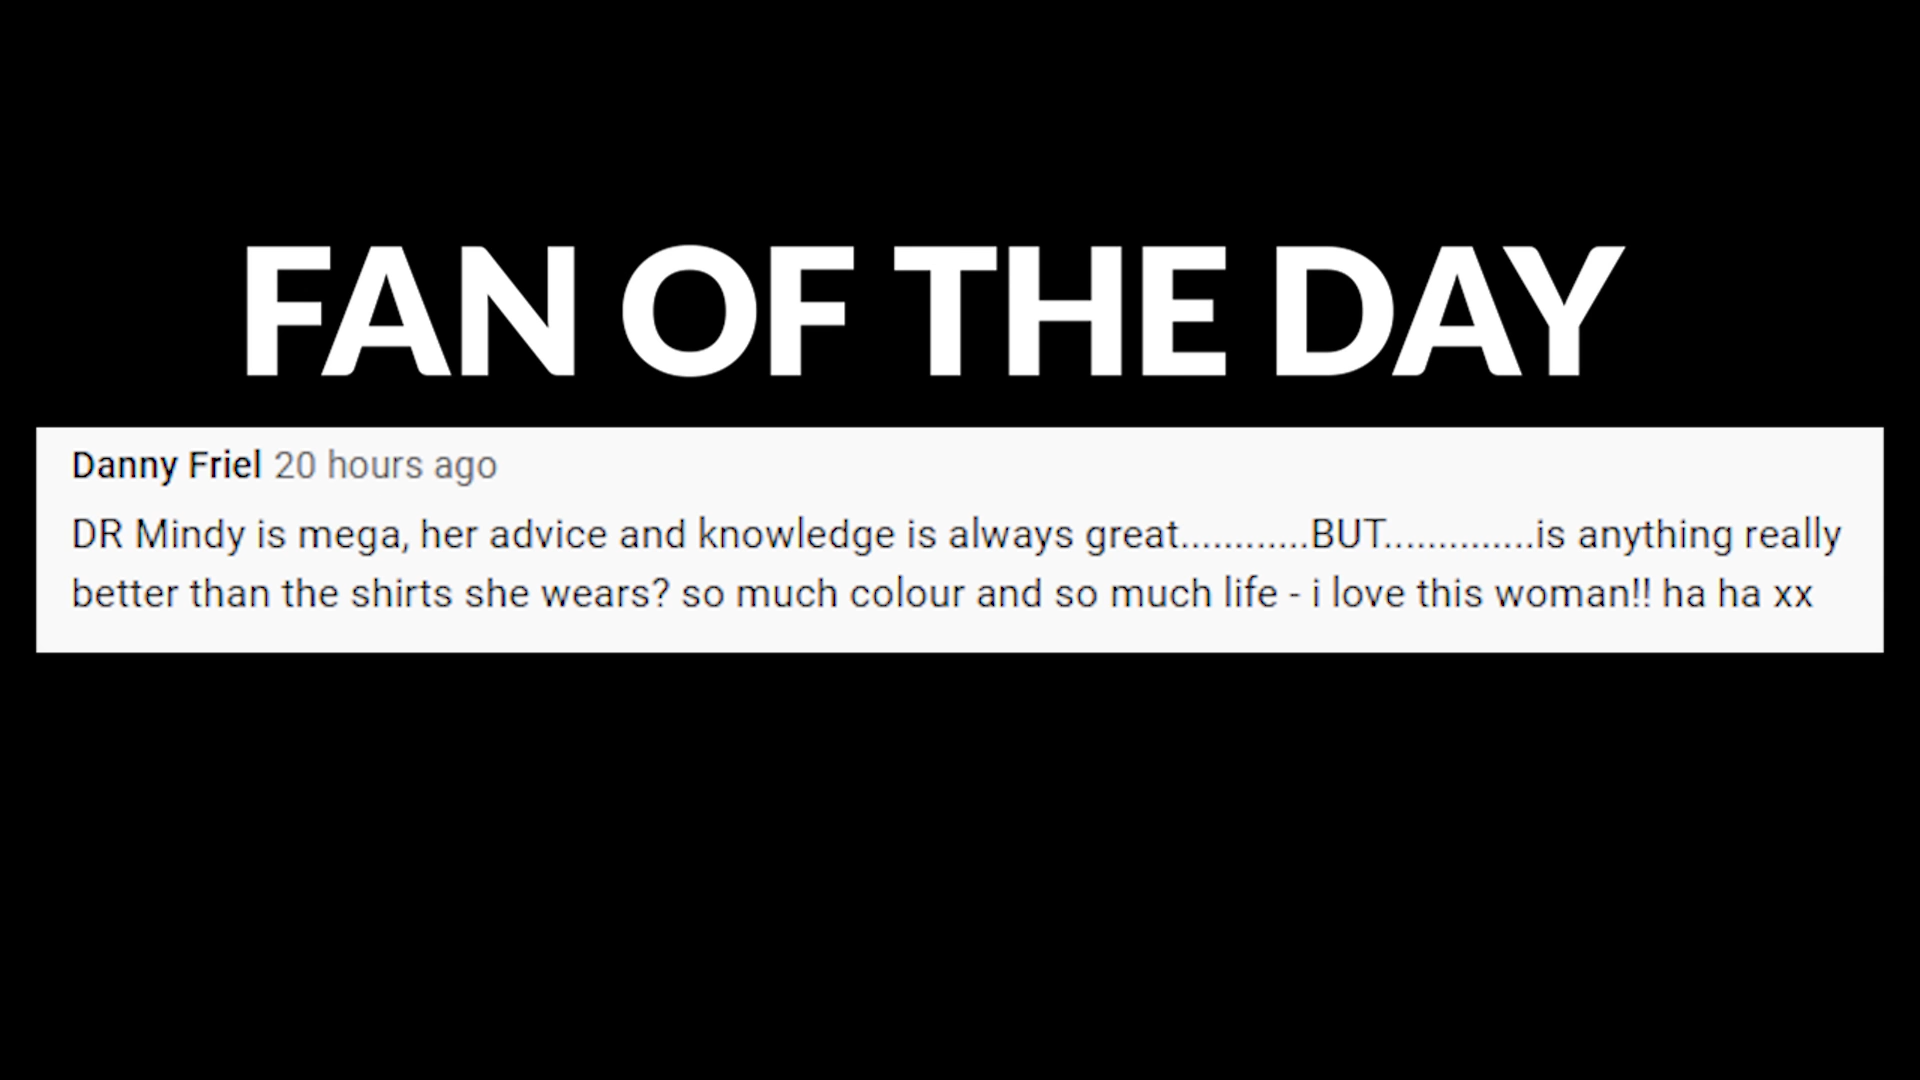 FAN OF THE DAY
Danny Friel 20 hours ago
DR Mindy is mega, her advice and knowledge is always great............BUT..............is anything really
better than the shirts she wears? so much colour and so much life - i love this woman!! ha ha xx